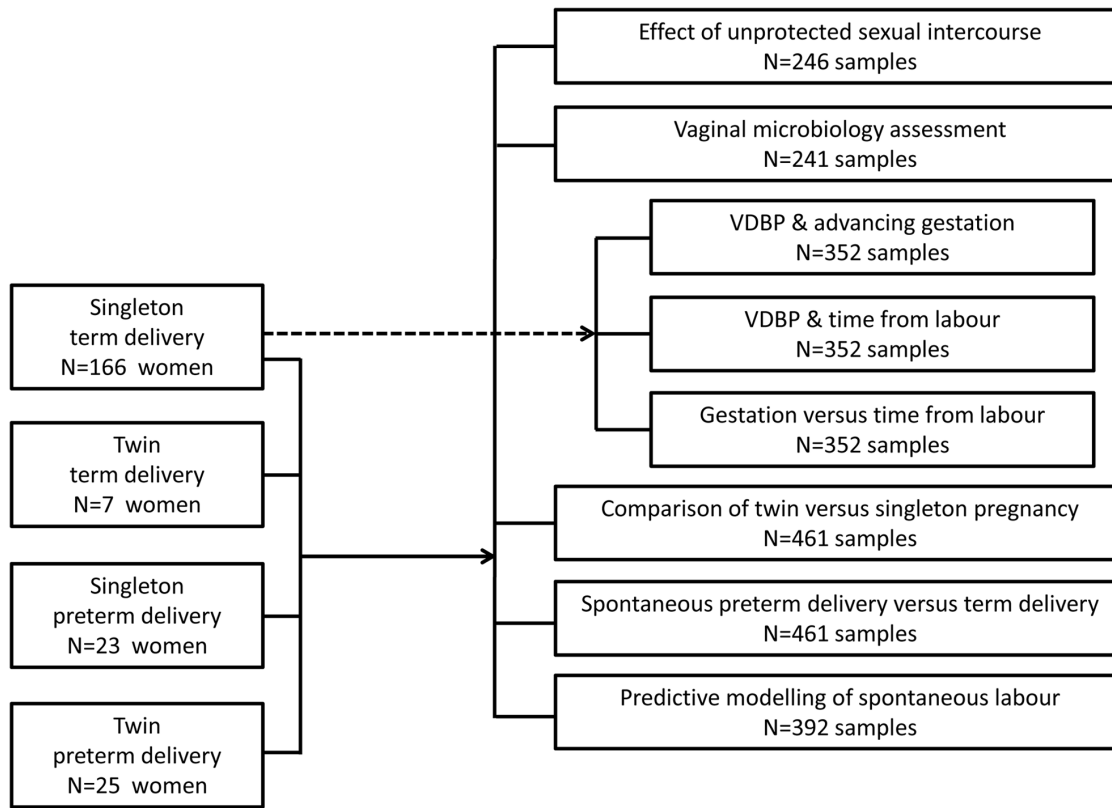 Singleton
term delivery
N=166 women
Twin
term delivery
N=7 women
Singleton
preterm delivery
N=23 women
Twin
preterm delivery
N=25 women
Effect of unprotected sexual intercourse
N=246 samples
Vaginal microbiology assessment
N=241 samples
VDBP & advancing gestation
N=352 samples
VDBP & time from labour
N=352 samples
Gestation versus time from labour
N=352 samples
Comparison of twin versus singleton pregnancy
N=461 samples
Spontaneous preterm delivery versus term delivery
N=461 samples
Predictive modelling of spontaneous labour
N=392 samples